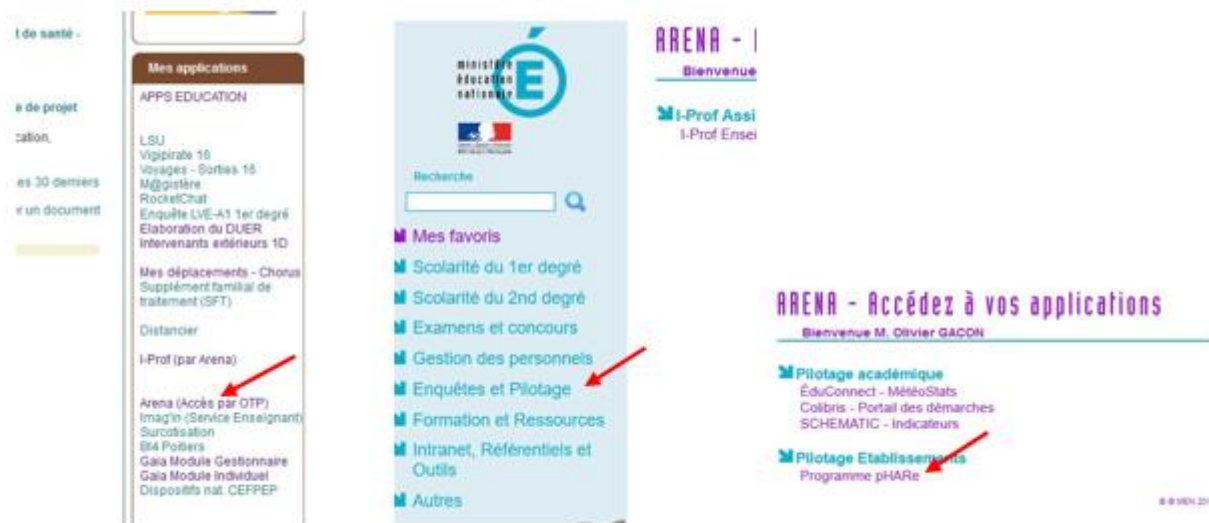 t de santé -
e de projet
cation,
es 30 derniers
r un document
Mes applications
APPS EDUCATION
LSU
Vigipirate 16
Voyages - Sorties 16
M@gistère
RocketChat
Enquête LVE-A1 1er degré
Elaboration du DUER
Intervenants extérieurs 1D
Mes déplacements - Chorus
Supplément familial de
traitement (SFT)
Distancier
I-Prof (par Arena)
Arena (Accès par OTP)
Imag'in (Service Enseignant)
Surcotisation
BI4 Poitiers
Gaia Module Gestionnaire
Gaia Module Individuel
Dispositifs nat. CEFPEP
ministère
éducation
nationale
É
Recherche
Mes favoris
Scolarité du 1er degré
Scolarité du 2nd degré
Examens et concours
Gestion des personnels
Enquêtes et Pilotage
Formation et Ressources
Intranet, Référentiels et
Outils
Autres
ARENA -
Bienvenue
I-Prof Assi
I-Prof Ensei
ARENA - Accédez à vos applications
Bienvenue M. Olivier GACON
Pilotage académique
ÉduConnect - MétéoStats
Colibris - Portail des démarches
SCHEMATIC - Indicateurs
Pilotage Etablissements
Programme pHARe